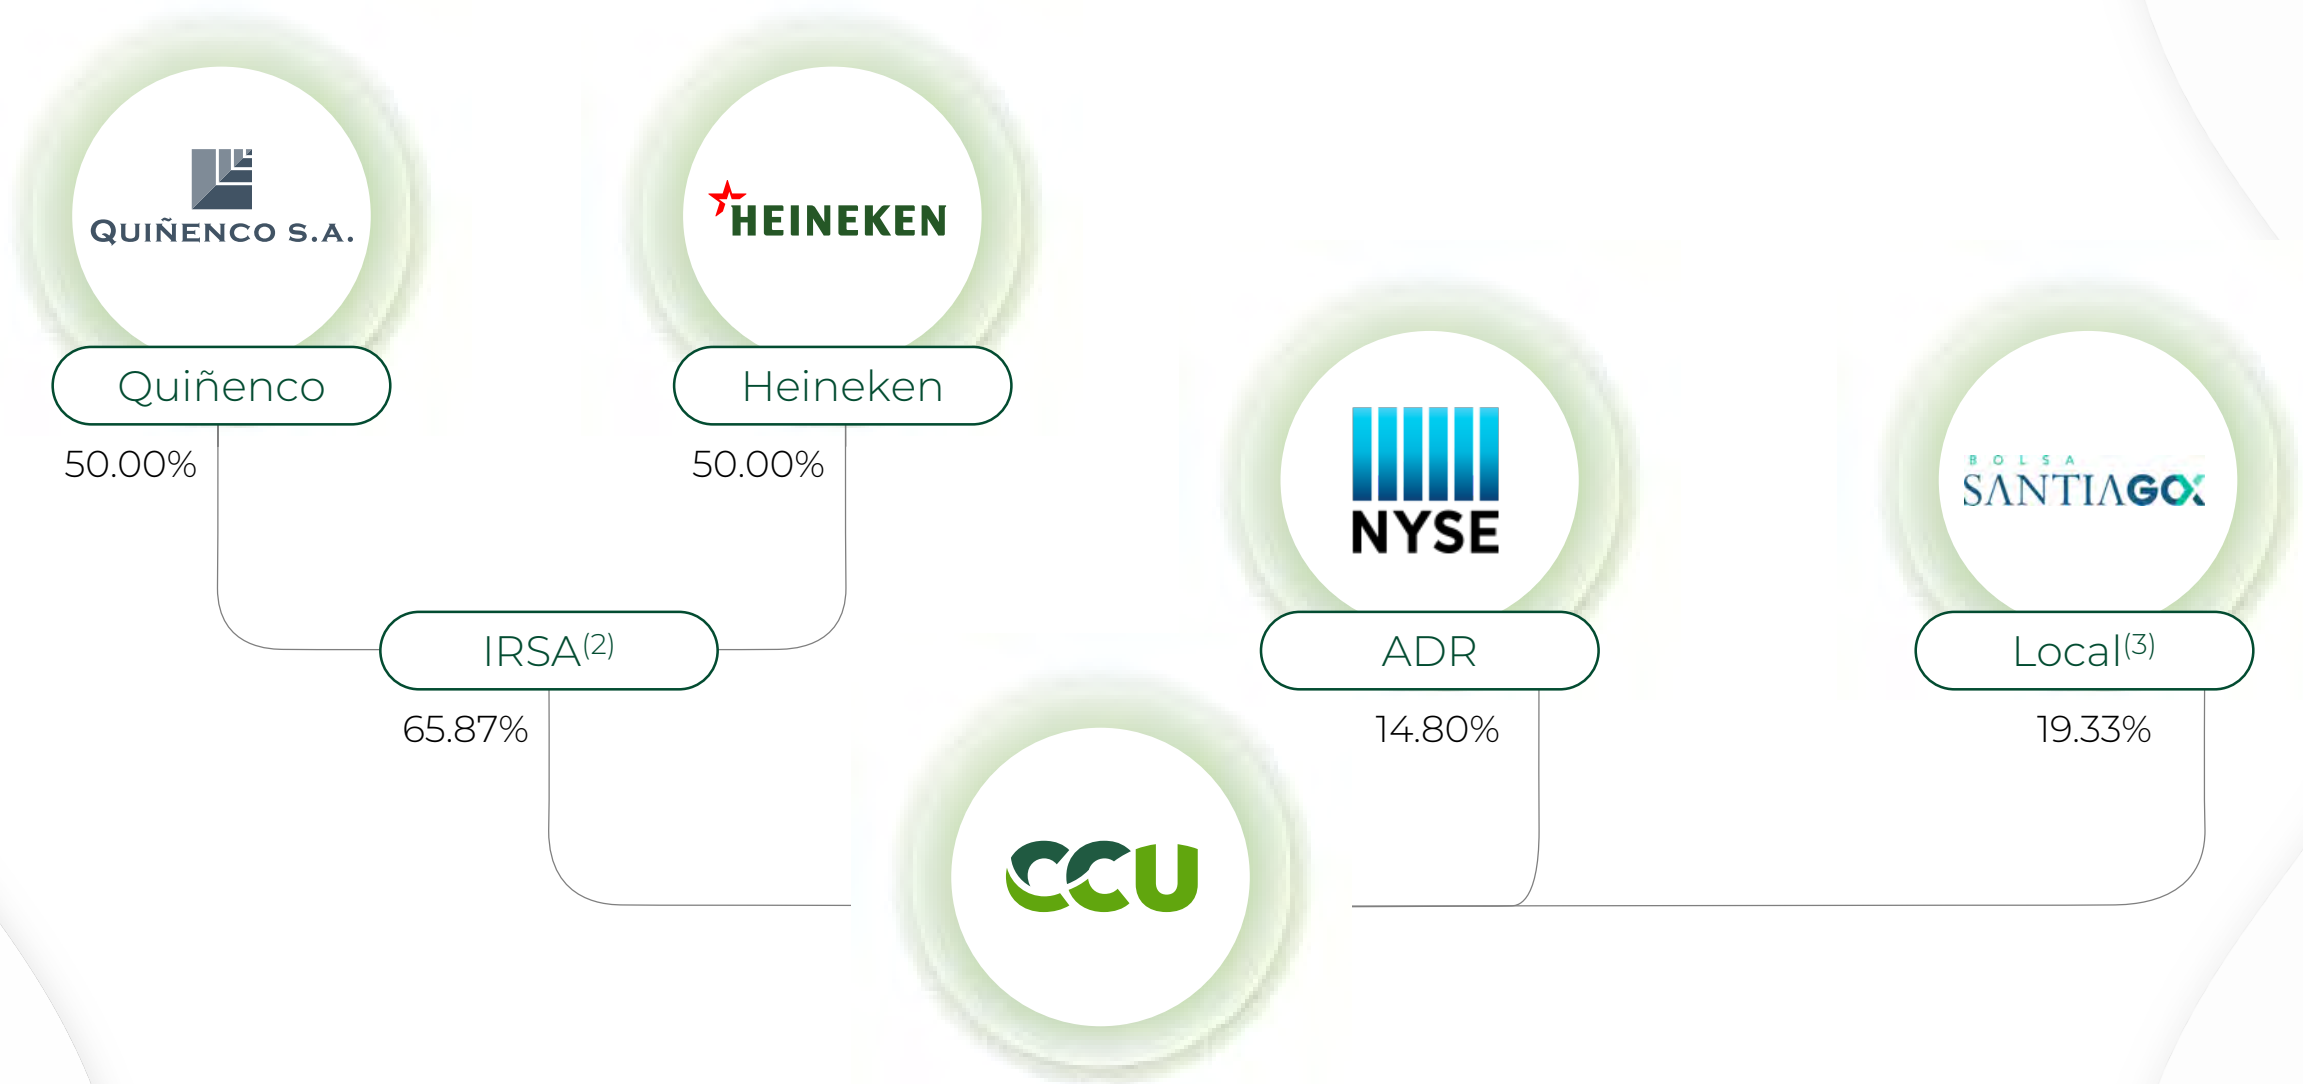 QUIÑENCO S.A.
HEINEKEN
Quiñenco
Heineken
50.00%
50.00%
NYSE
BOLSA
SANTIAGO
IRSA(2)
ADR
Local(3)
65.87%
14.80%
19.33%
CCU